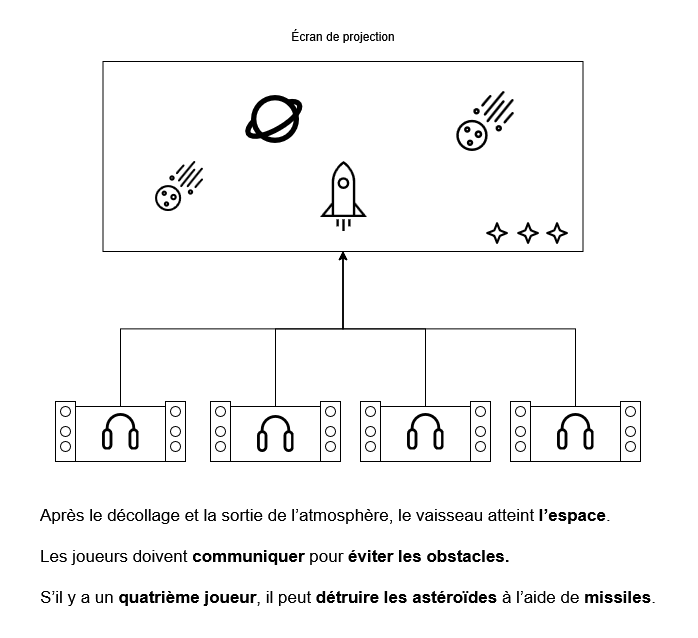 Écran de projection
Après le décollage et la sortie de l'atmosphère, le vaisseau atteint l'espace.
Les joueurs doivent communiquer pour éviter les obstacles.
S'il y a un quatrième joueur, il peut détruire les astéroïdes à l'aide de missiles.